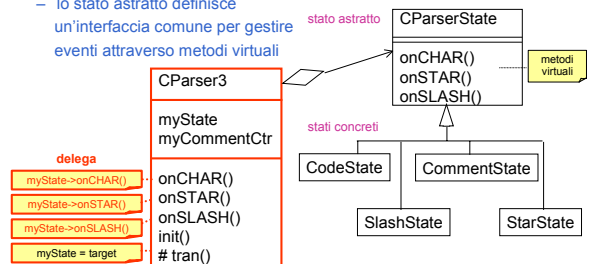 – lo stato astratto definisce
un'interfaccia comune per gestire
eventi attraverso metodi virtuali
stato astratto
CParserState
onCHAR()
onSTAR()
onSLASH()
metodi
virtuali
CParser3
myState
myCommentCtr
onCHAR()
onSTAR()
onSLASH()
init()
# tran()
delega
myState->onCHAR()
myState->onSTAR()
myState->onSLASH()
myState = target
stati concreti
CodeState
CommentState
SlashState
StarState